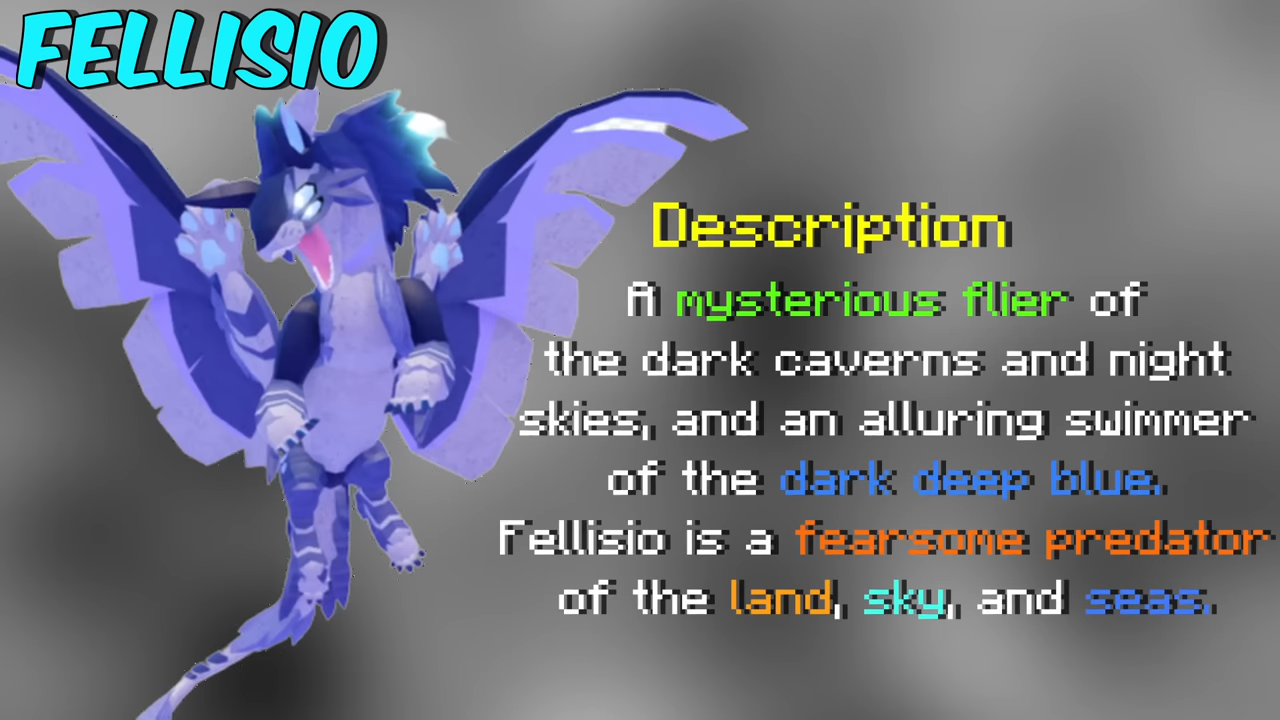 FELLISIO
Description
A mysterious flier of
the dark caverns and night
skies, and an alluring swimmer
of the dark deep blue.
Fellisio is a fearsome predator
of the land, sky, and seas.